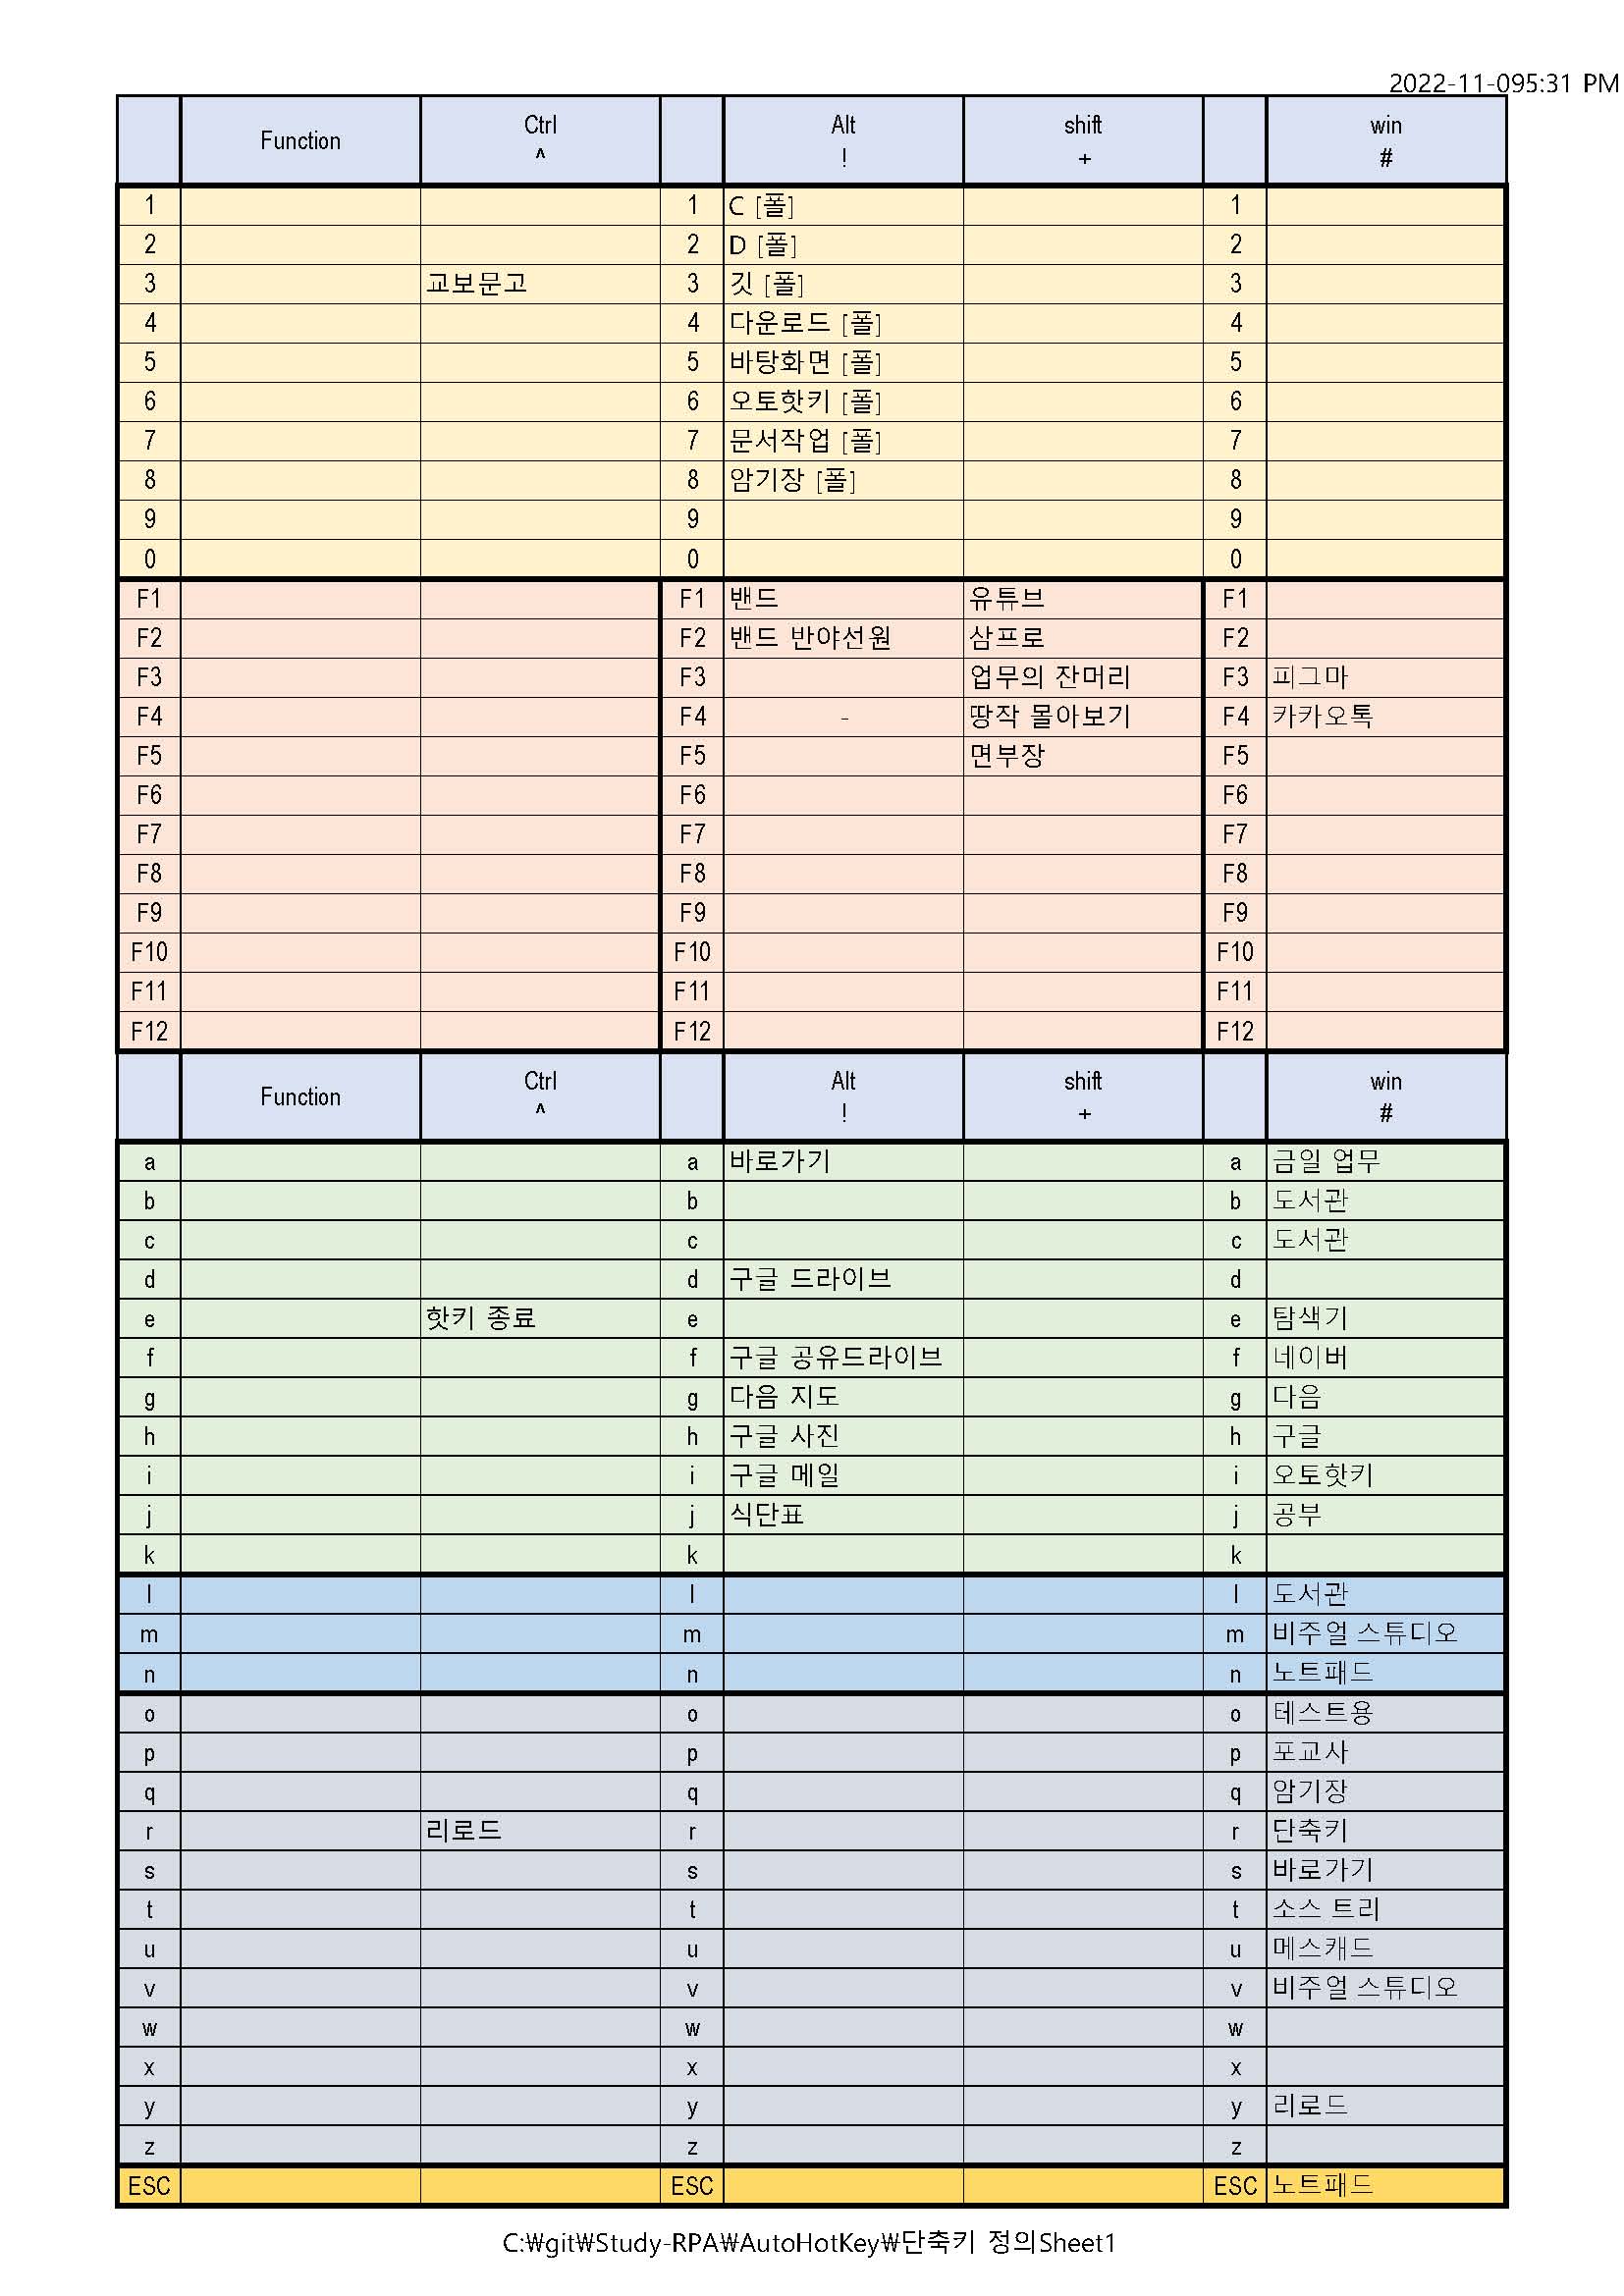 2022-11-095:31 PM
Function Ctrl Alt shift win
^ ! + #
1 1 C [폴] 1
2 2 D [폴] 2
3 교보문고 3 깃 [폴] 3
4 4 다운로드 [폴] 4
5 5 바탕화면 [폴] 5
6 6 오토핫키 [폴] 6
7 7 문서작업 [폴] 7
8 8 암기장 [폴] 8
9 9 9
0 0 0
F1 F1 밴드 유튜브 F1
F2 F2 밴드 반야선원 삼프로 F2
F3 F3 업무의 잔머리 F3 피그마
F4 F4 - 땅작 몰아보기 F4 카카오톡
F5 F5 면부장 F5
F6 F6 F6
F7 F7 F7
F8 F8 F8
F9 F9 F9
F10 F10 F10
F11 F11 F11
F12 F12 F12
Function Ctrl Alt shift win
^ ! + #
a a 바로가기 a 금일 업무
b b b 도서관
c c c 도서관
d d 구글 드라이브 d
e 핫키 종료 e e 탐색기
f f 구글 공유드라이브 f 네이버
g g 다음 지도 g 다음
h h 구글 사진 h 구글
i i 구글 메일 i 오토핫키
j j 식단표 j 공부
k k k
l l l 도서관
m m m 비주얼 스튜디오
n n n 노트패드
o o o 테스트용
p p p 포교사
q q q 암기장
r 리로드 r r 단축키
s s s 바로가기
t t t 소스 트리
u u u 메스캐드
v v v 비주얼 스튜디오
w w w
x x x
y y y 리로드
z z z
ESC ESC ESC 노트패드
C:₩git₩Study-RPA₩AutoHotKey₩단축키 정의Sheet1